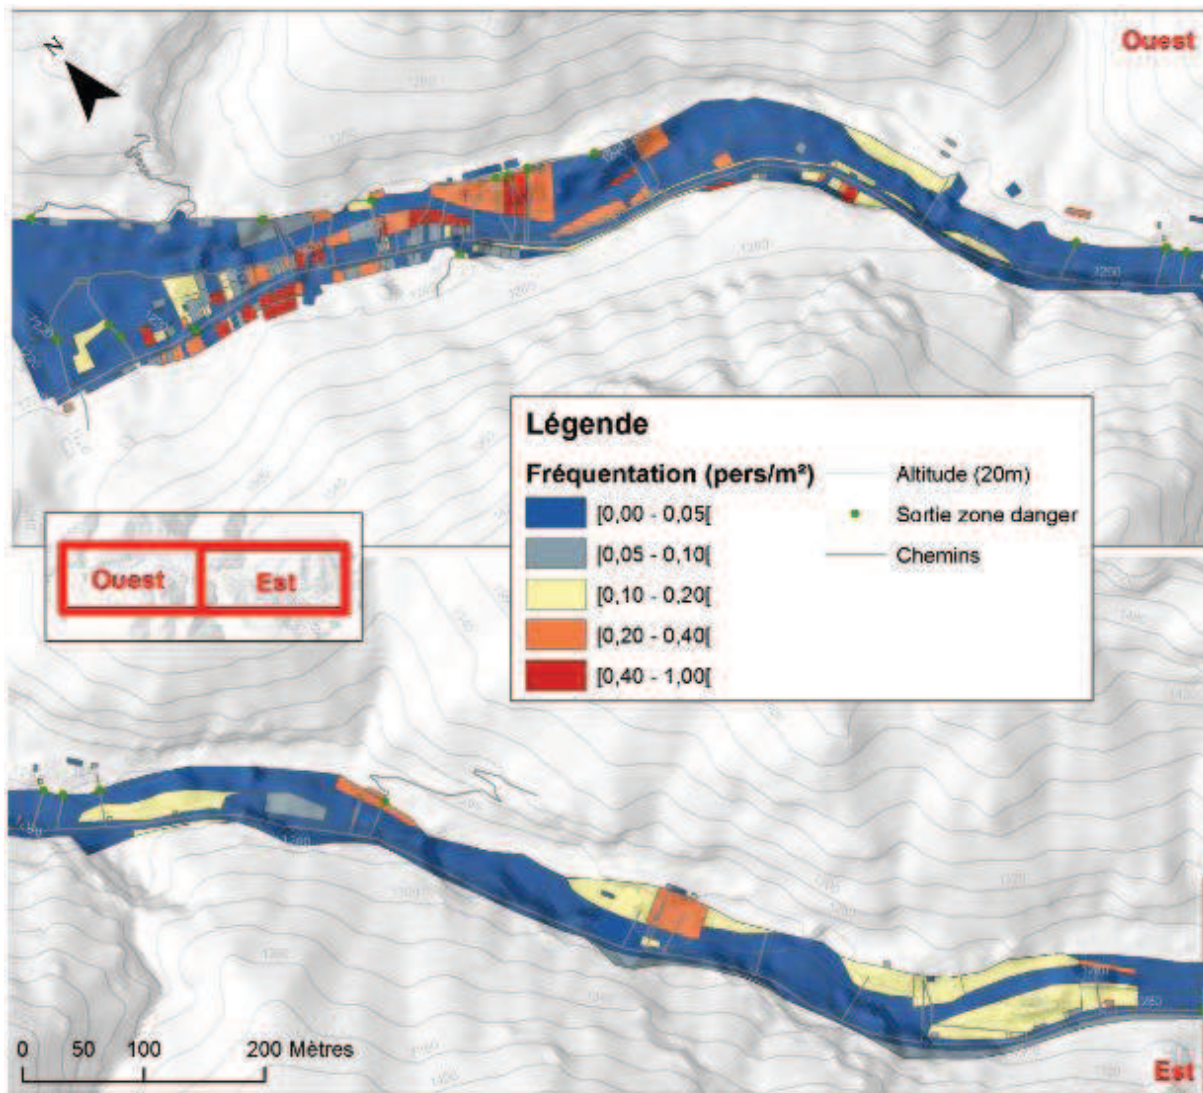 Ouest
N
Légende
Fréquentation (pers/m²)
[0,00 - 0,05[
[0,05 - 0,10[
[0,10 - 0,20[
[0,20 - 0,40[
[0,40 - 1,00[
Altitude (20m)
Sortie zone danger
Chemins
Ouest
Est
0
50
100
200 Mètres
Est